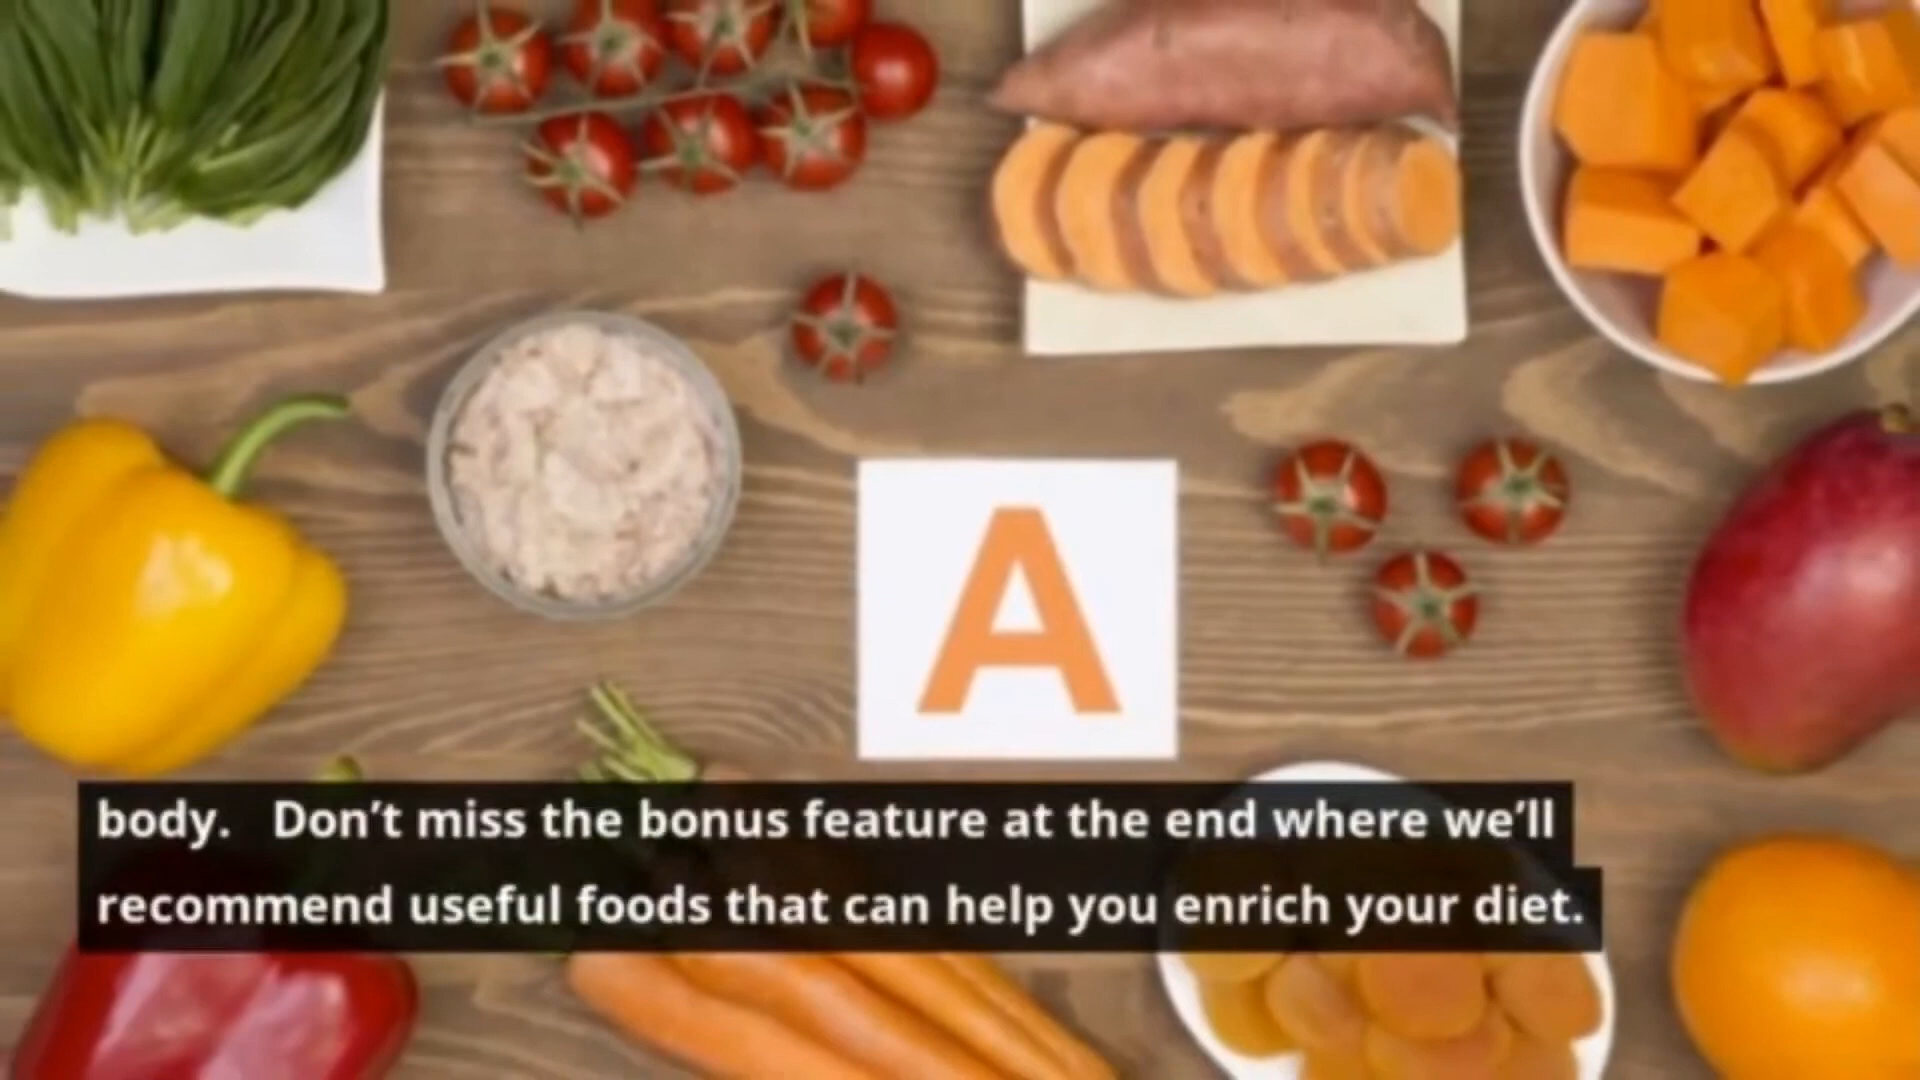 A
body.   Don’t miss the bonus feature at the end where we’ll
recommend useful foods that can help you enrich your diet.